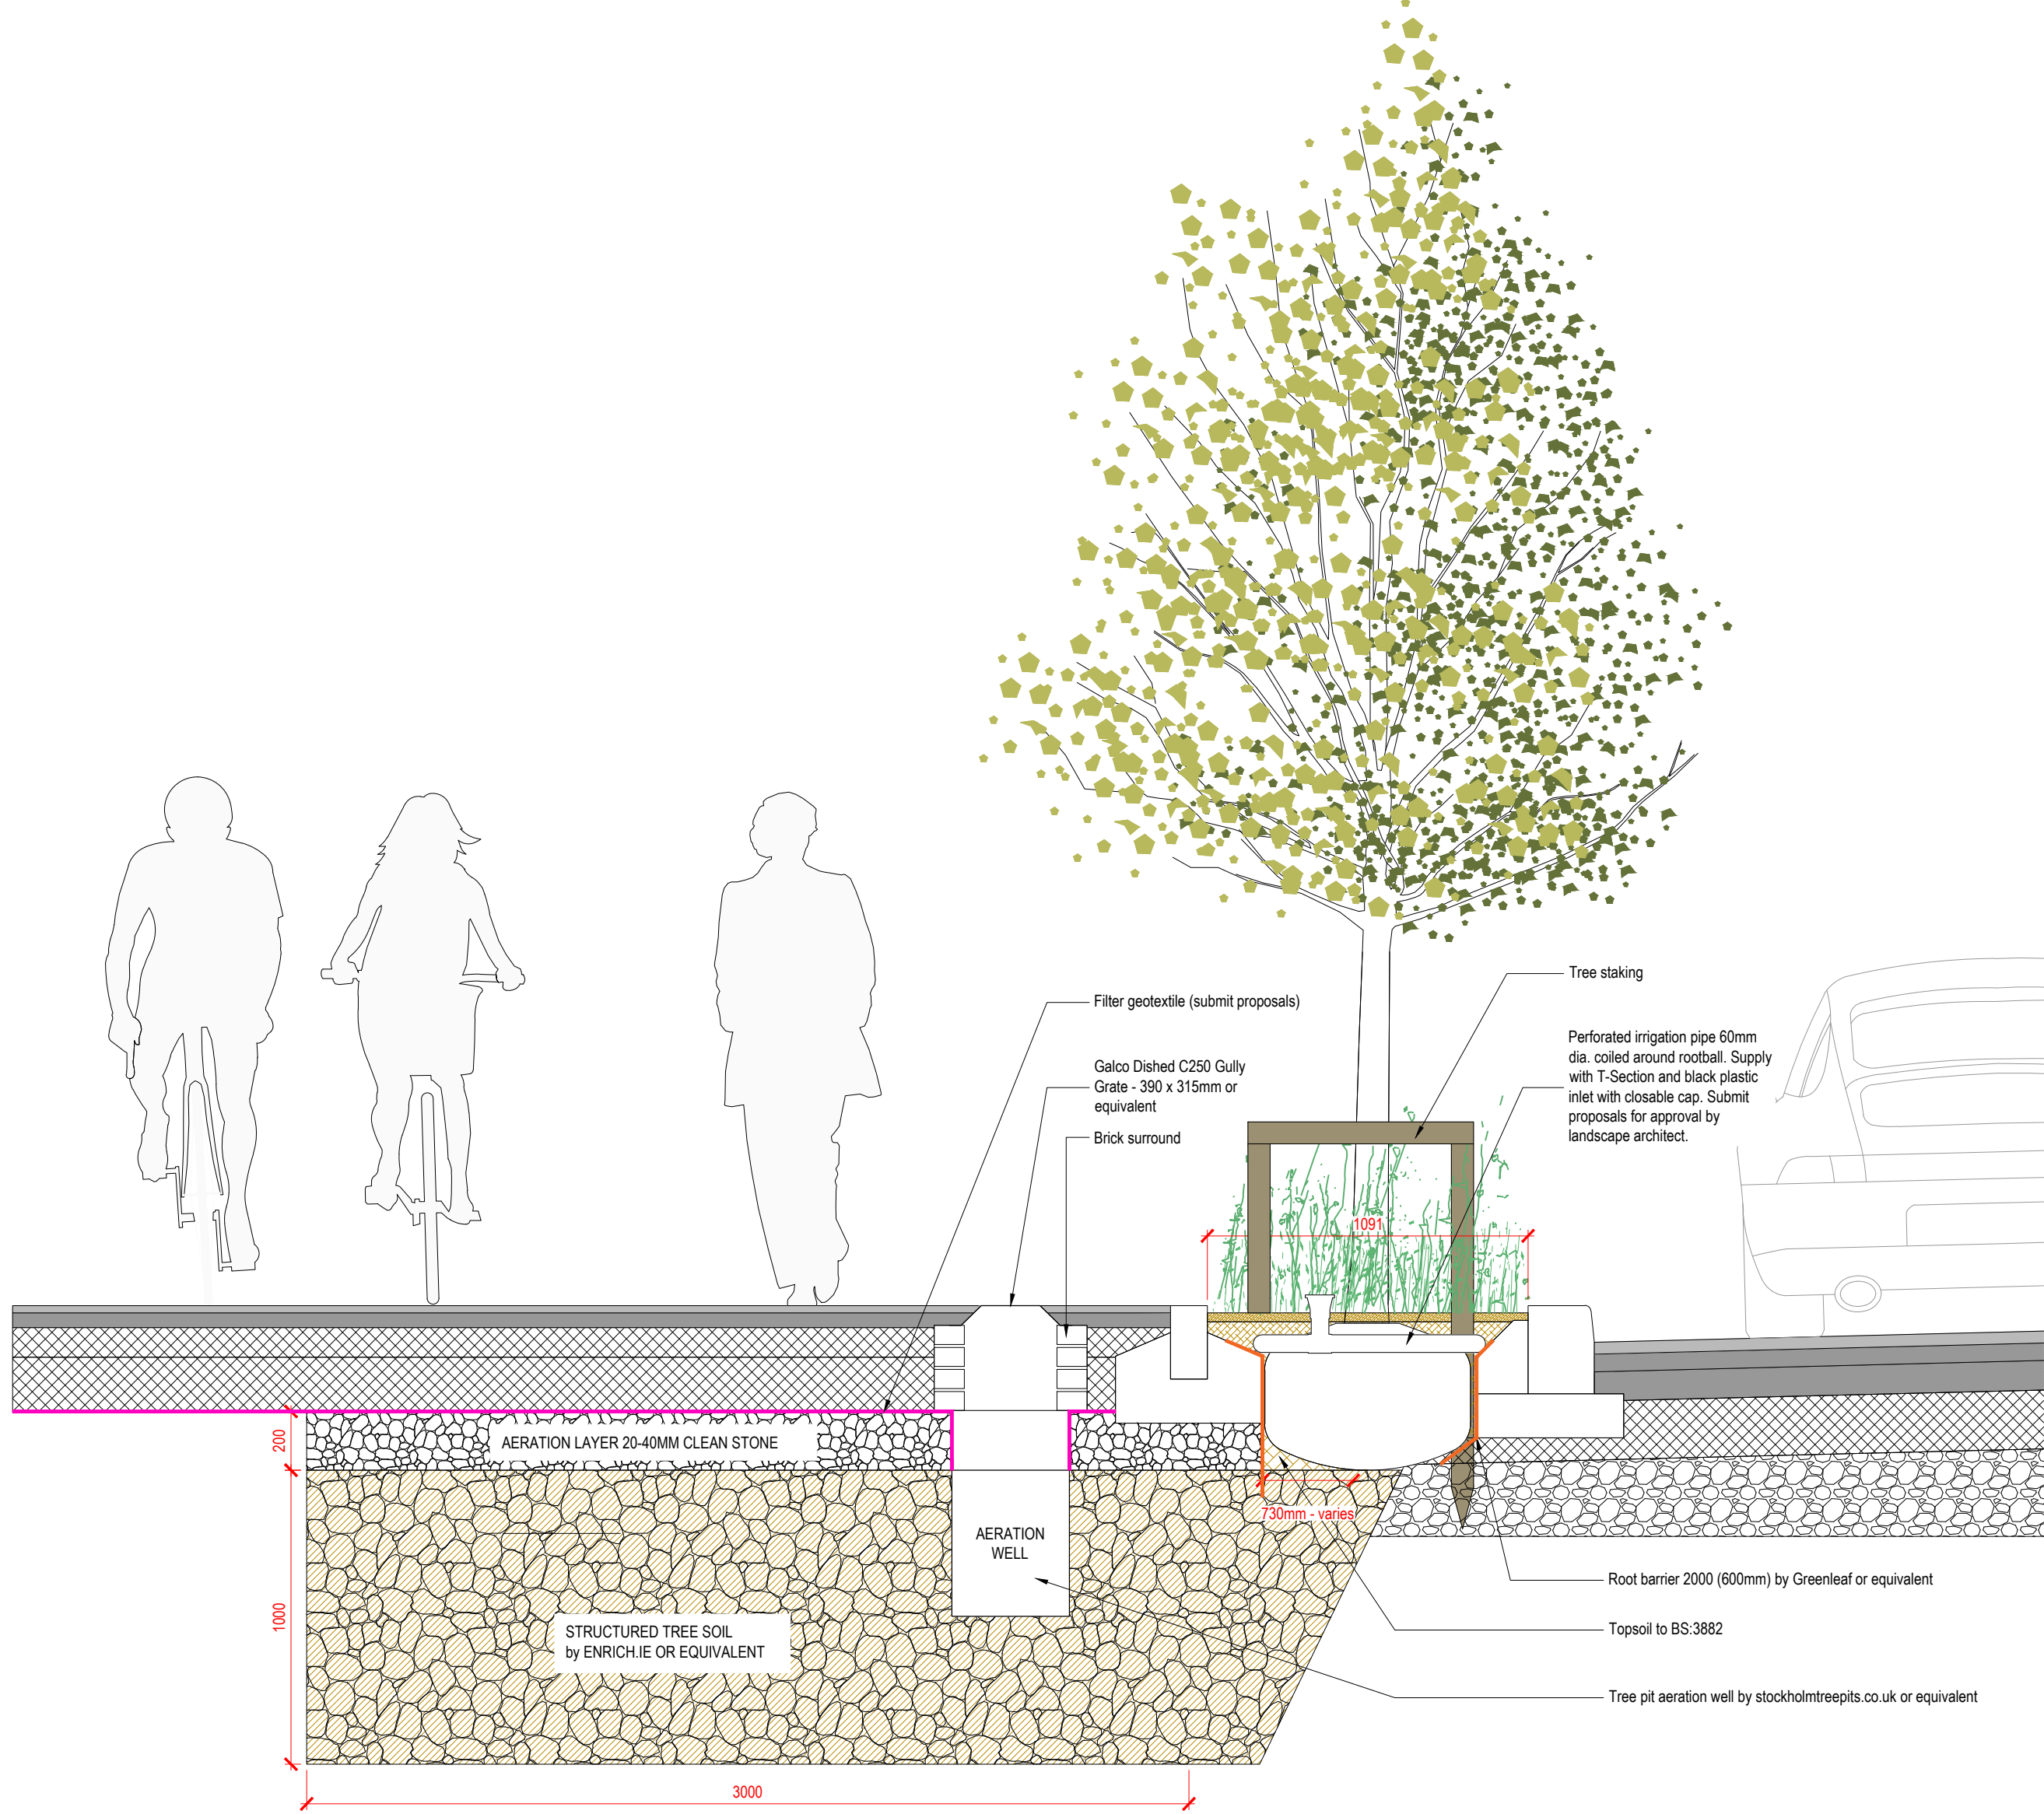 Tree staking
Filter geotextile (submit proposals)
Perforated irrigation pipe 60mm
dia. coiled around rootball. Supply
with T-Section and black plastic
inlet with closable cap. Submit
proposals for approval by
landscape architect.
Galco Dished C250 Gully
Grate - 390 x 315mm or
equivalent
Brick surround
1091
200
AERATION LAYER 20-40MM CLEAN STONE
730mm - varies
AERATION
WELL
1000
Root barrier 2000 (600mm) by Greenleaf or equivalent
STRUCTURED TREE SOIL
by ENRICH.IE OR EQUIVALENT
Topsoil to BS:3882
Tree pit aeration well by stockholmtreepits.co.uk or equivalent
3000